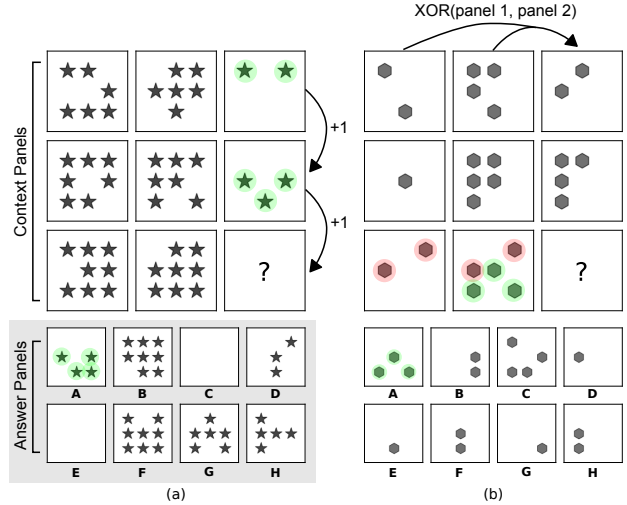 XOR(panel 1, panel 2)
Context Panels
+1
+1
?
?
Answer Panels
A B C D
E F G H
A B C D
E F G H
(a)
(b)